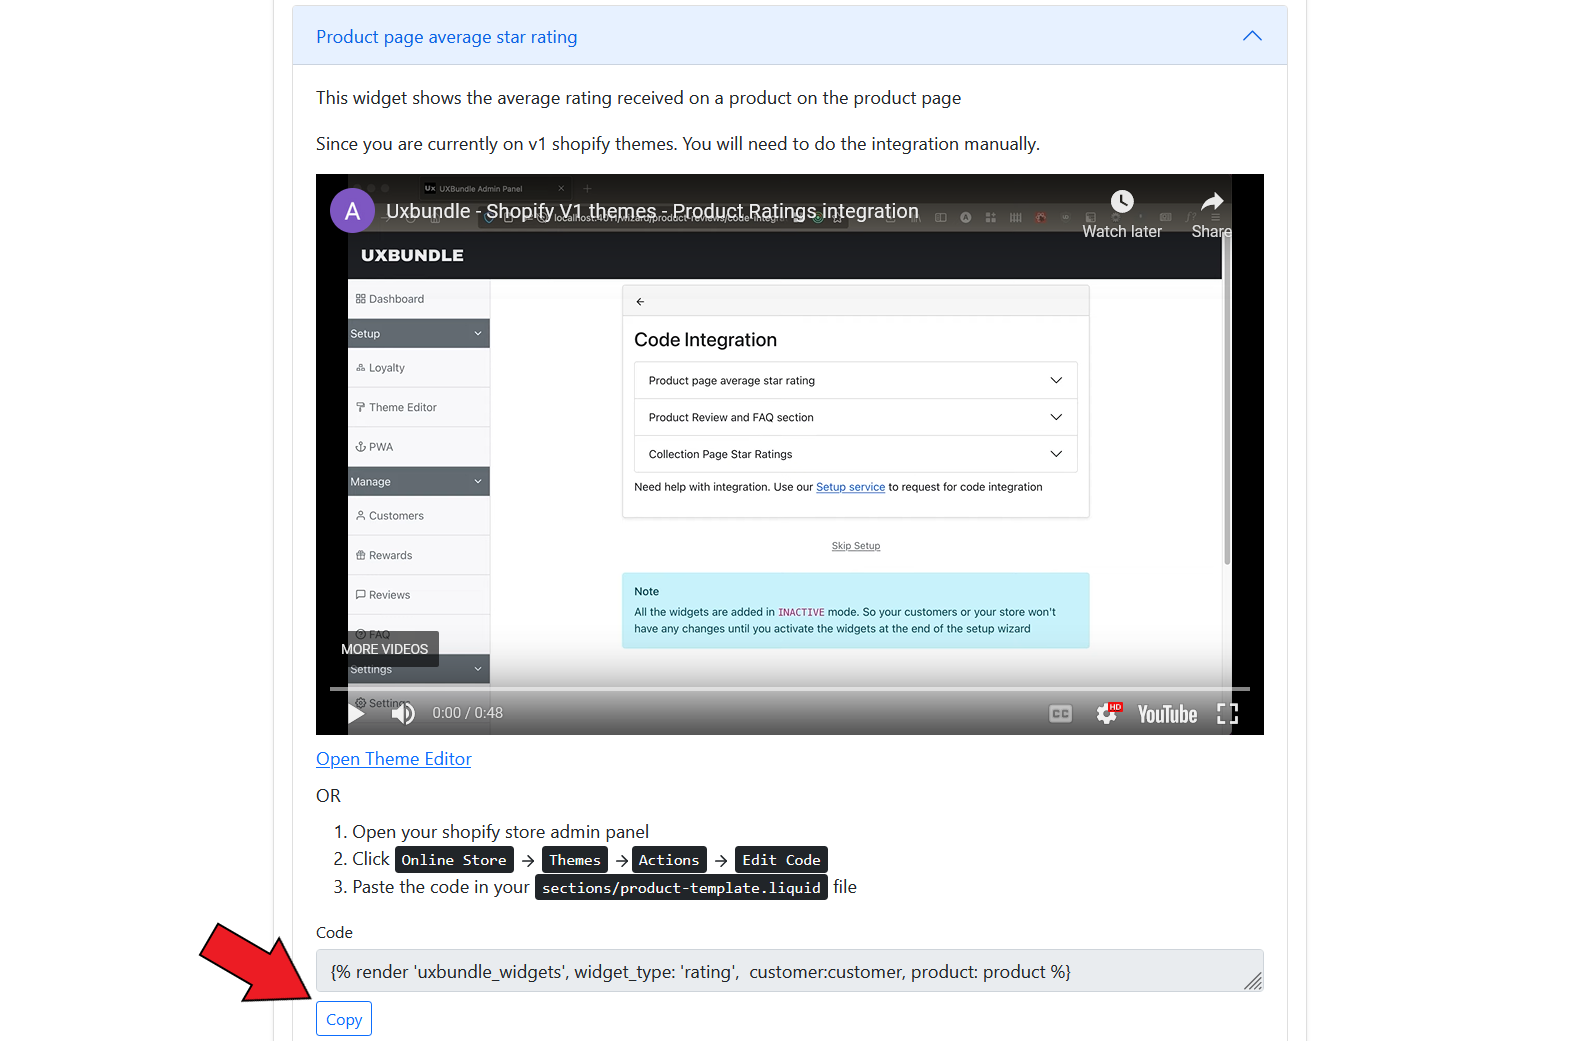 Product page average star rating
This widget shows the average rating received on a product on the product page
Since you are currently on v1 shopify themes. You will need to do the integration manually.
Ux UXBundle Admin Panel
A Uxbundle - Shopify V1 themes - Product Ratings integration
Watch later
Share
UXBUNDLE
Dashboard
Setup
Loyalty
Theme Editor
PWA
Manage
Customers
Rewards
Reviews
FAQ
MORE VIDEOS
Settings
Settings
Code Integration
Product page average star rating
Product Review and FAQ section
Collection Page Star Ratings
Need help with integration. Use our Setup service to request for code integration
Skip Setup
Note
All the widgets are added in INACTIVE mode. So your customers or your store won't
have any changes until you activate the widgets at the end of the setup wizard
0:00 / 0:48
CC
HD
YouTube
Open Theme Editor
OR
1. Open your shopify store admin panel
2. Click Online Store → Themes → Actions → Edit Code
3. Paste the code in your sections/product-template.liquid file
Code
{% render 'uxbundle_widgets', widget_type: 'rating',  customer:customer, product: product %}
Copy